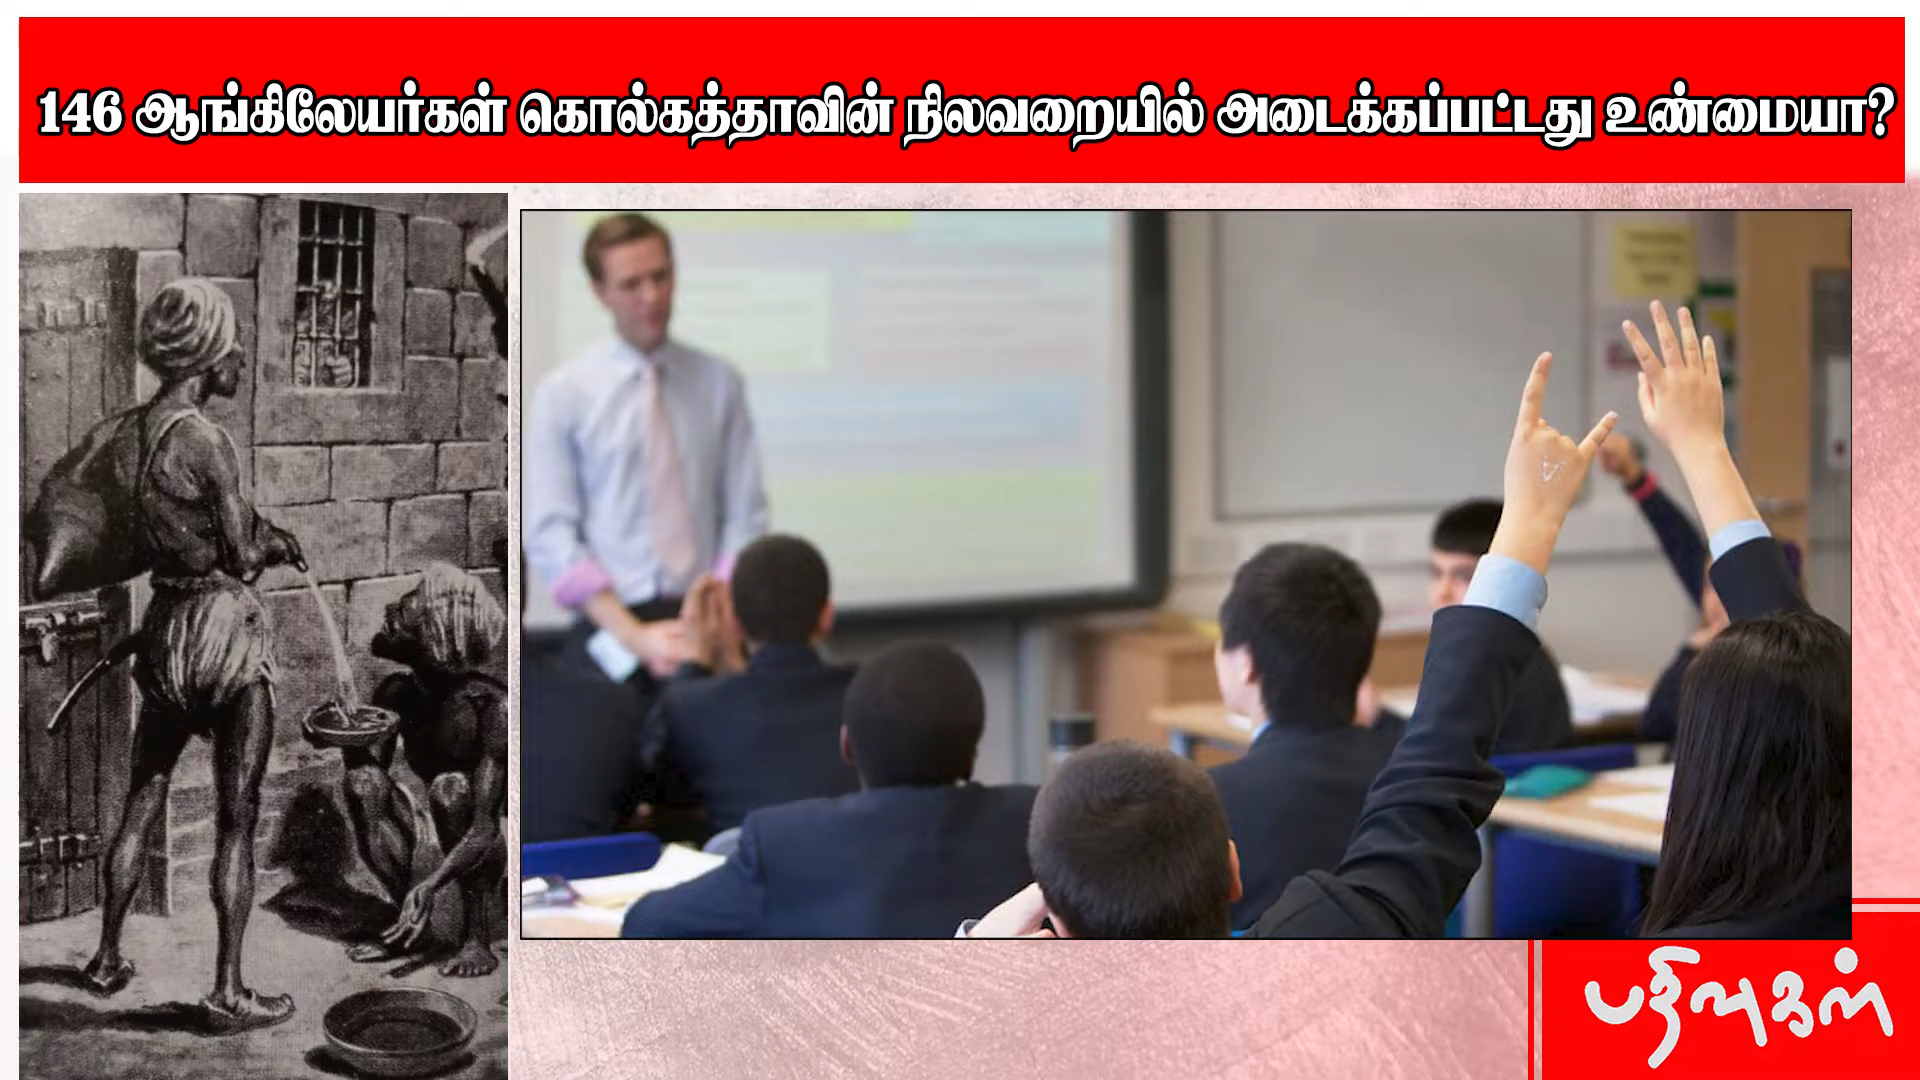 146 ஆங்கிலேயர்கள் கொல்கத்தாவின் நிலவறையில் அடைக்கப்பட்டது உண்மையா?
பதிவுகள்